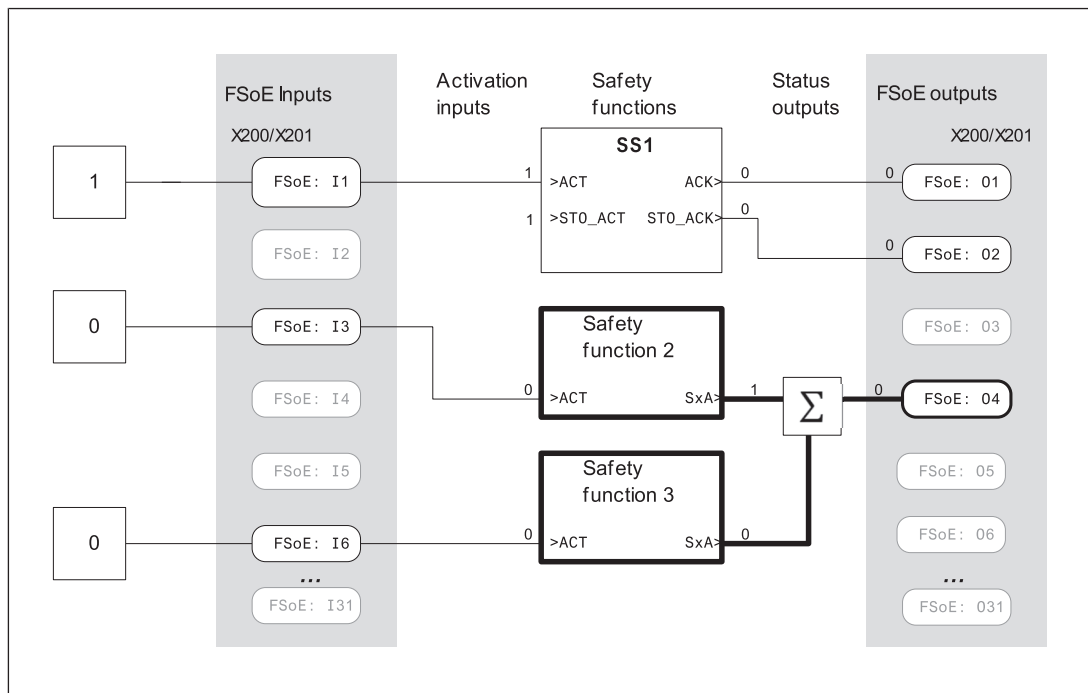 FSoE Inputs
X200/X201
Activation
inputs
Safety
functions
Status
outputs
FSoE outputs
X200/X201
SS1
1
FSoE: I1
1
>ACT
ACK>
0
0
FSoE: O1
1
>STO_ACT
STO_ACK>
0
FSoE: I2
0
FSoE: O2
0
FSoE: I3
Safety
function 2
FSoE: O3
FSoE: I4
0
>ACT
SxA>
1
Σ
0
FSoE: O4
FSoE: I5
Safety
function 3
FSoE: O5
0
FSoE: I6
0
>ACT
SxA>
0
FSoE: O6
...
...
FSoE: I31
FSoE: O31